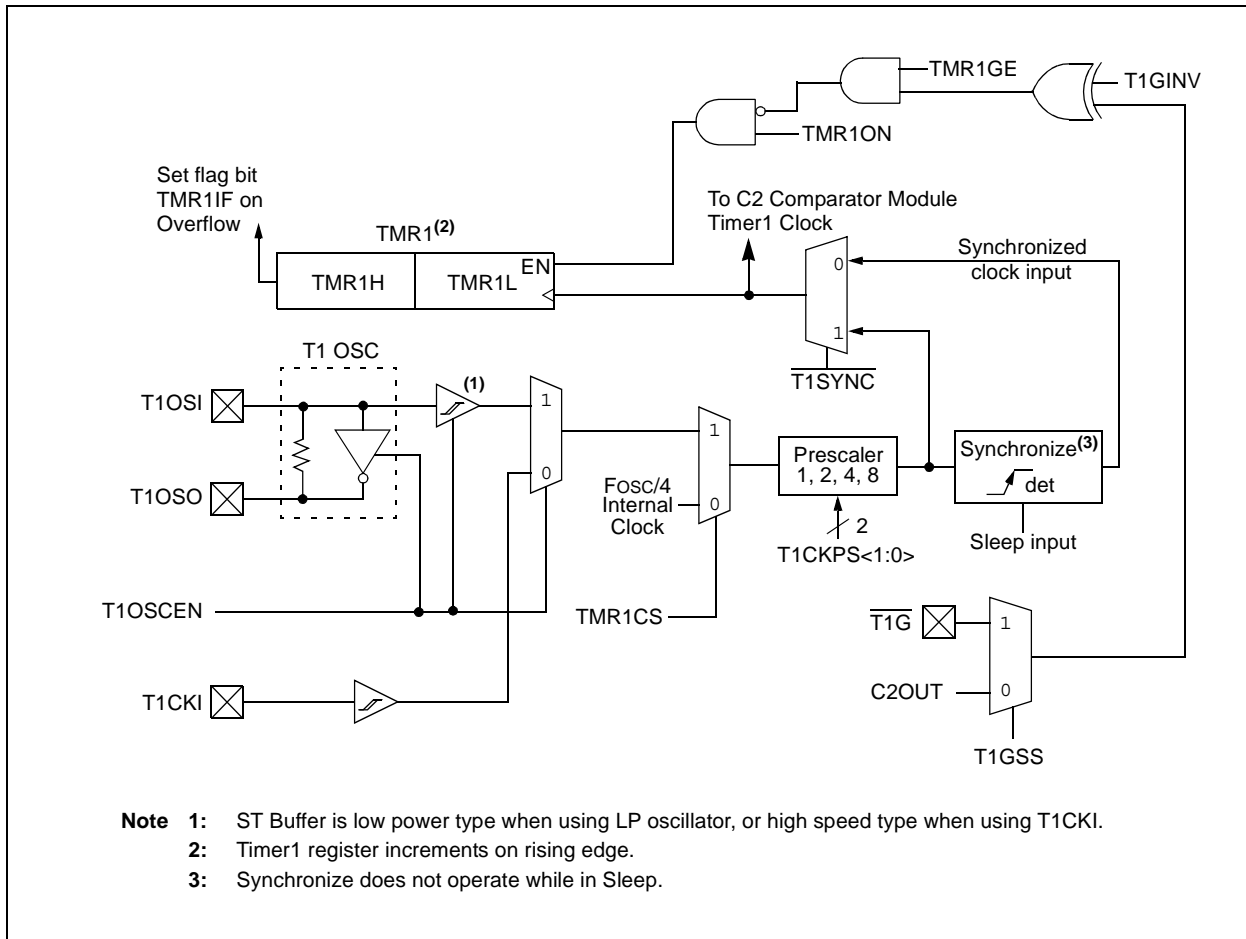 TMR1GE
T1GINV
TMR1ON
Set flag bit
TMR1IF on
Overflow
To C2 Comparator Module
Timer1 Clock
TMR1(2)
EN
TMR1H
TMR1L
0
Synchronized
clock input
1
T1SYNC
T1 OSC
(1)
T1OSI
1
1
Prescaler
1, 2, 4, 8
Synchronize(3)
det
T1OSO
0
FOSC/4
Internal
Clock
0
2
T1CKPS<1:0>
Sleep input
T1OSCEN
TMR1CS
T1G
1
T1CKI
C2OUT
0
T1GSS
Note 1: ST Buffer is low power type when using LP oscillator, or high speed type when using T1CKI.
2: Timer1 register increments on rising edge.
3: Synchronize does not operate while in Sleep.